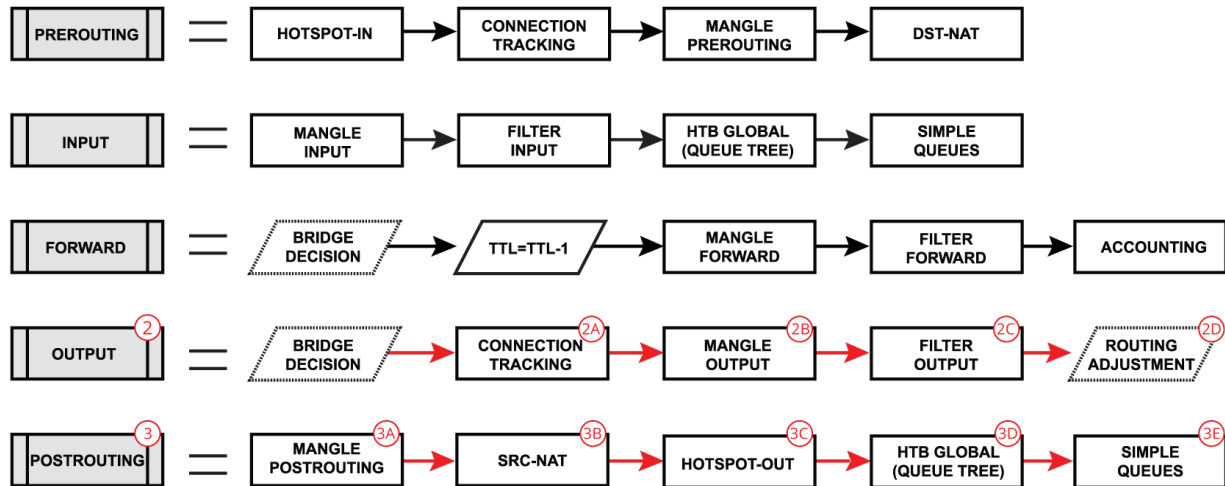 PREROUTING = HOTSPOT-IN CONNECTION TRACKING MANGLE PREROUTING DST-NAT
INPUT = MANGLE INPUT FILTER INPUT HTB GLOBAL (QUEUE TREE) SIMPLE QUEUES
FORWARD = BRIDGE DECISION TTL=TTL-1 MANGLE FORWARD FILTER FORWARD ACCOUNTING
OUTPUT 2 = BRIDGE DECISION CONNECTION TRACKING 2A MANGLE OUTPUT 2B FILTER OUTPUT 2C ROUTING ADJUSTMENT 2D
POSTROUTING 3 = MANGLE POSTROUTING 3A SRC-NAT 3B HOTSPOT-OUT 3C HTB GLOBAL (QUEUE TREE) 3D SIMPLE QUEUES 3E